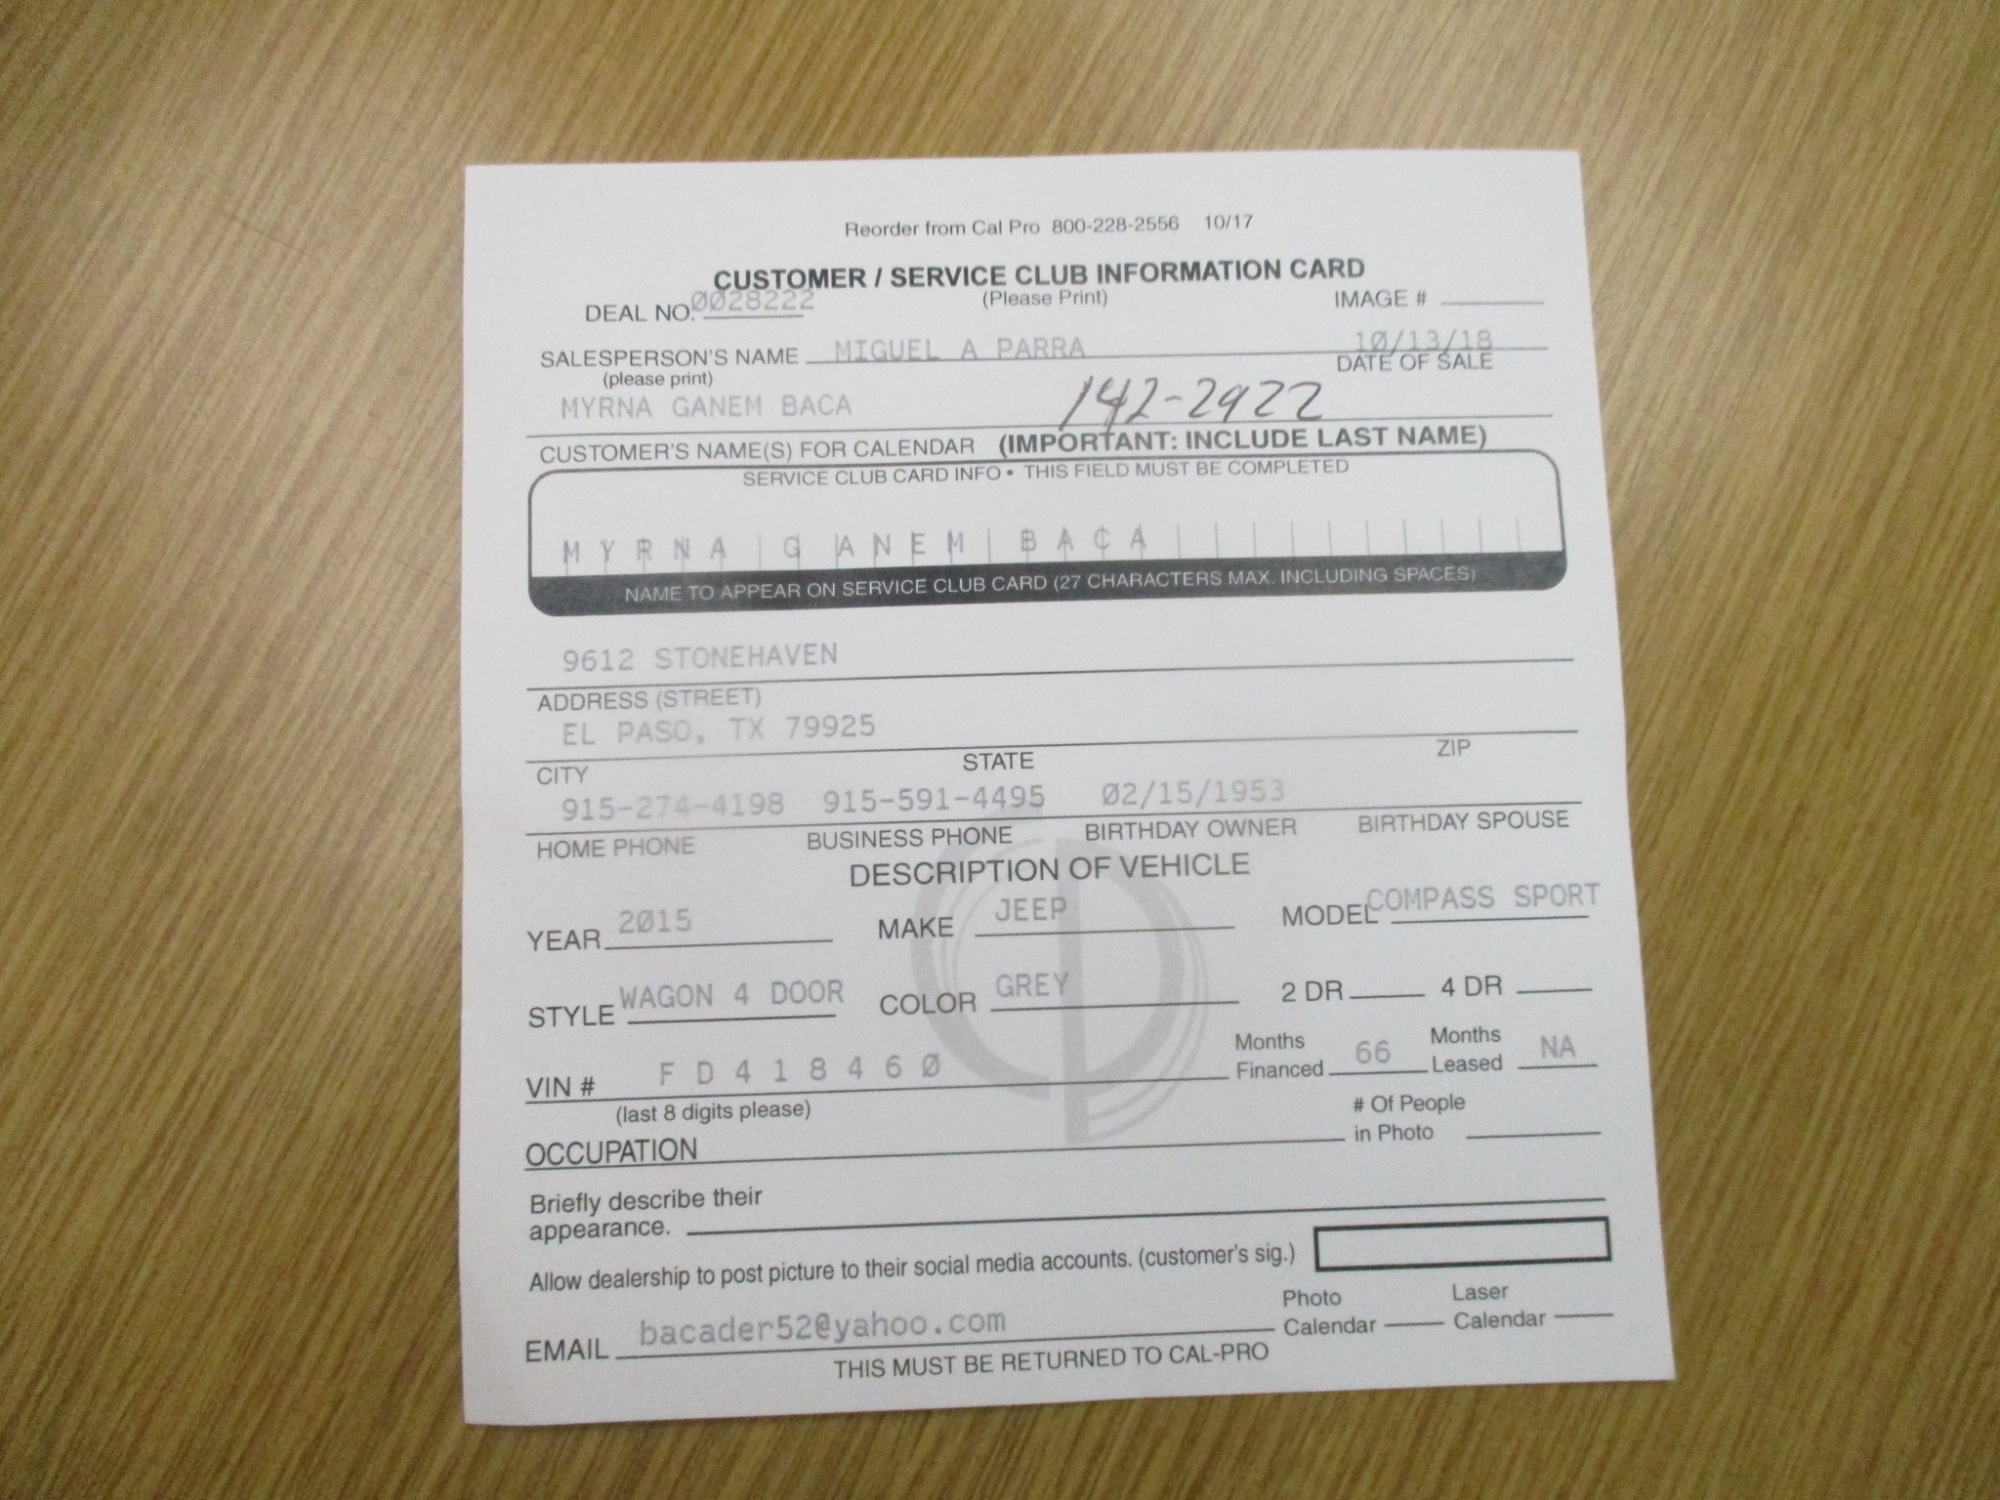 Reorder from Cal Pro 800-228-2556 10/17
CUSTOMER / SERVICE CLUB INFORMATION CARD
DEAL NO. 0028222 (Please Print) IMAGE #
SALESPERSON'S NAME MIGUEL A PARRA 10/13/18
(please print) DATE OF SALE
MYRNA GANEM BACA 142-2922
CUSTOMER'S NAME(S) FOR CALENDAR (IMPORTANT: INCLUDE LAST NAME)
SERVICE CLUB CARD INFO • THIS FIELD MUST BE COMPLETED
MYRNA GANEM BACA
NAME TO APPEAR ON SERVICE CLUB CARD (27 CHARACTERS MAX. INCLUDING SPACES)
9612 STONEHAVEN
ADDRESS (STREET)
EL PASO, TX 79925
CITY STATE ZIP
915-274-4198 915-591-4495 02/15/1953
HOME PHONE BUSINESS PHONE BIRTHDAY OWNER BIRTHDAY SPOUSE
DESCRIPTION OF VEHICLE
YEAR 2015 MAKE JEEP MODEL COMPASS SPORT
STYLE WAGON 4 DOOR COLOR GREY 2 DR 4 DR
VIN # F D 4 1 8 4 6 0 Months Financed 66 Months Leased NA
(last 8 digits please)
OCCUPATION # Of People in Photo
Briefly describe their
appearance.
Allow dealership to post picture to their social media accounts. (customer's sig.)
EMAIL bacader52@yahoo.com Photo Calendar Laser Calendar
THIS MUST BE RETURNED TO CAL-PRO